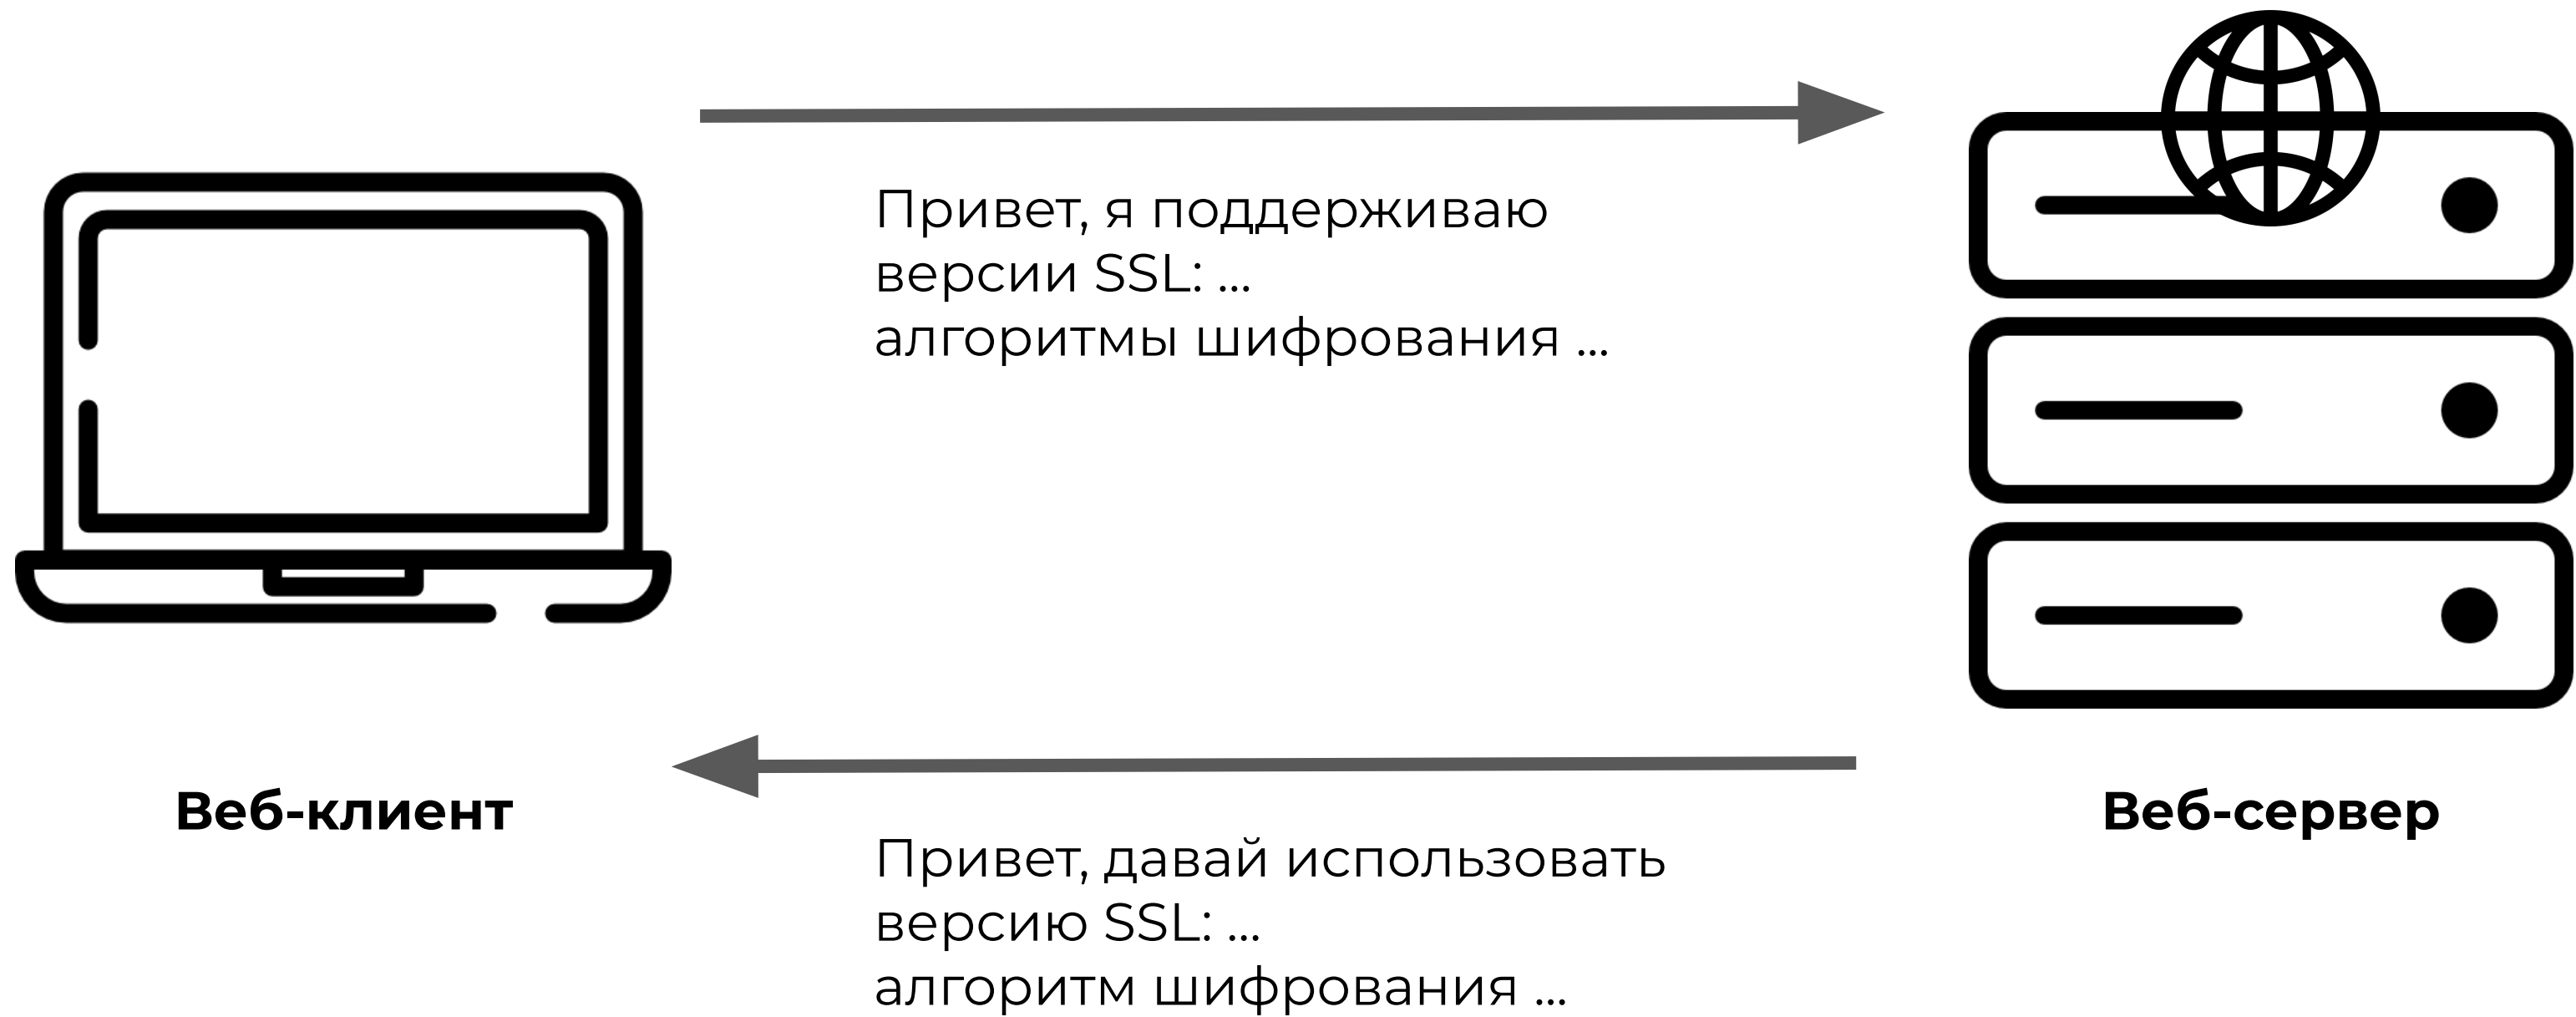 Привет, я поддерживаю
версии SSL: ...
алгоритмы шифрования ...
Веб-клиент
Веб-сервер
Привет, давай использовать
версию SSL: ...
алгоритм шифрования ...